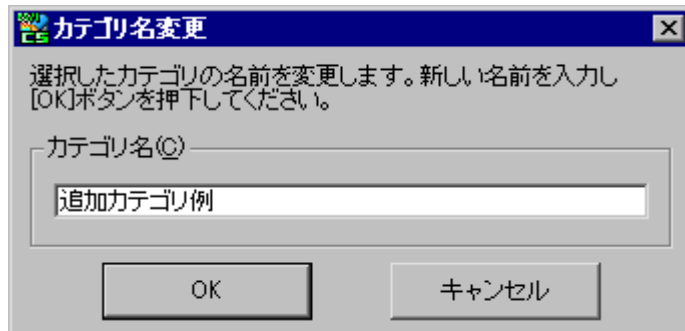 CS カテゴリ名変更
選択したカテゴリの名前を変更します。新しい名前を入力し
[OK]ボタンを押下してください。
カテゴリ名(C)
追加カテゴリ例
OK キャンセル